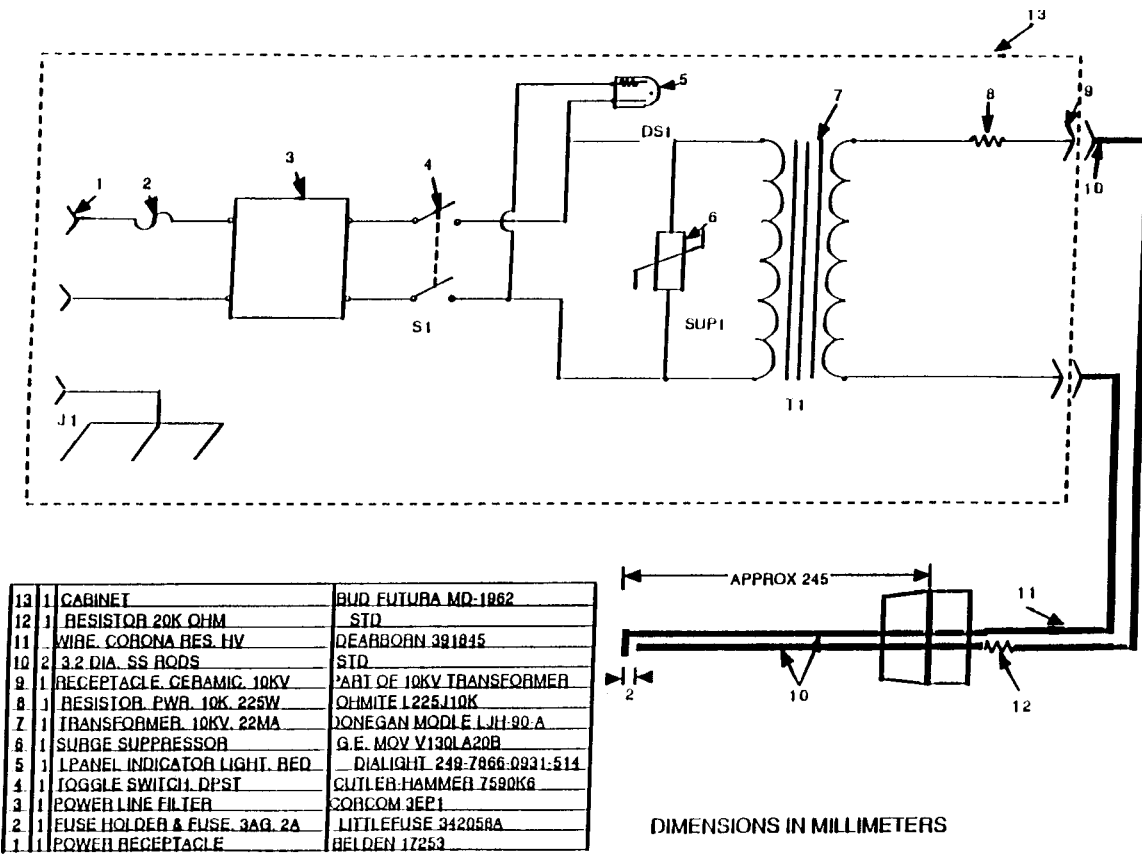 13
5
7
8
9
DS1
3
4
1
2
10
6
S1
SUP1
J1
T1
APPROX 245
11
2
10
12
13 1 CABINET BUD FUTURA MD-1962
12 1 RESISTOR 20K OHM STD
11 WIRE, CORONA RES. HV DEARBORN 391845
10 2 3.2 DIA. SS RODS STD
9 1 RECEPTACLE, CERAMIC, 10KV PART OF 10KV TRANSFORMER
8 1 RESISTOR, PWR, 10K, 225W OHMITE L225J10K
7 1 TRANSFORMER, 10KV, 22MA DONEGAN MODLE LJH-90-A
6 1 SURGE SUPPRESSOR G.E. MOV V130LA20B
5 1 LPANEL INDICATOR LIGHT, RED DIALIGHT 249-7866-0931-514
4 1 TOGGLE SWITCH, DPST CUTLER-HAMMER 7590K6
3 1 POWER LINE FILTER CORCOM 3EP1
2 1 FUSE HOLDER & FUSE, 3AG, 2A LITTLEFUSE 342058A
1 1 POWER RECEPTACLE BELDEN 17253
DIMENSIONS IN MILLIMETERS